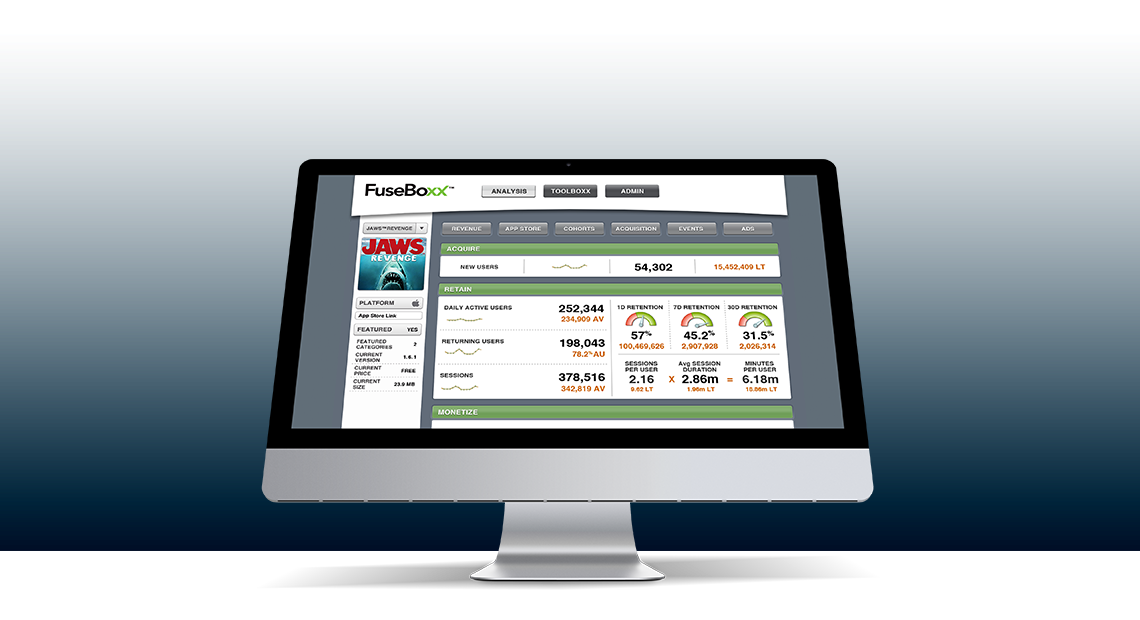 FuseBoxx™
ANALYSIS
TOOLBOXX
ADMIN
JAWS™REVENGE
REVENUE
APP STORE
COHORTS
ACQUISITION
EVENTS
ADS
JAWS
REVENGE
PLATFORM
App Store Link
FEATURED YES
FEATURED
CATEGORIES 2
CURRENT
VERSION 1.6.1
CURRENT
PRICE FREE
CURRENT
SIZE 23.9 MB
ACQUIRE
NEW USERS 54,302 15,452,409 LT
RETAIN
DAILY ACTIVE USERS 252,344
234,909 AV
RETURNING USERS 198,043
78.2% AU
SESSIONS 378,516
342,819 AV
1D RETENTION 7D RETENTION 30D RETENTION
57% 45.2% 31.5%
100,469,626 2,907,928 2,026,314
SESSIONS
PER USER
Avg SESSION
DURATION
MINUTES
PER USER
2.16 X 2.86m = 6.18m
9.62 LT 1.96m LT 18.86m LT
MONETIZE